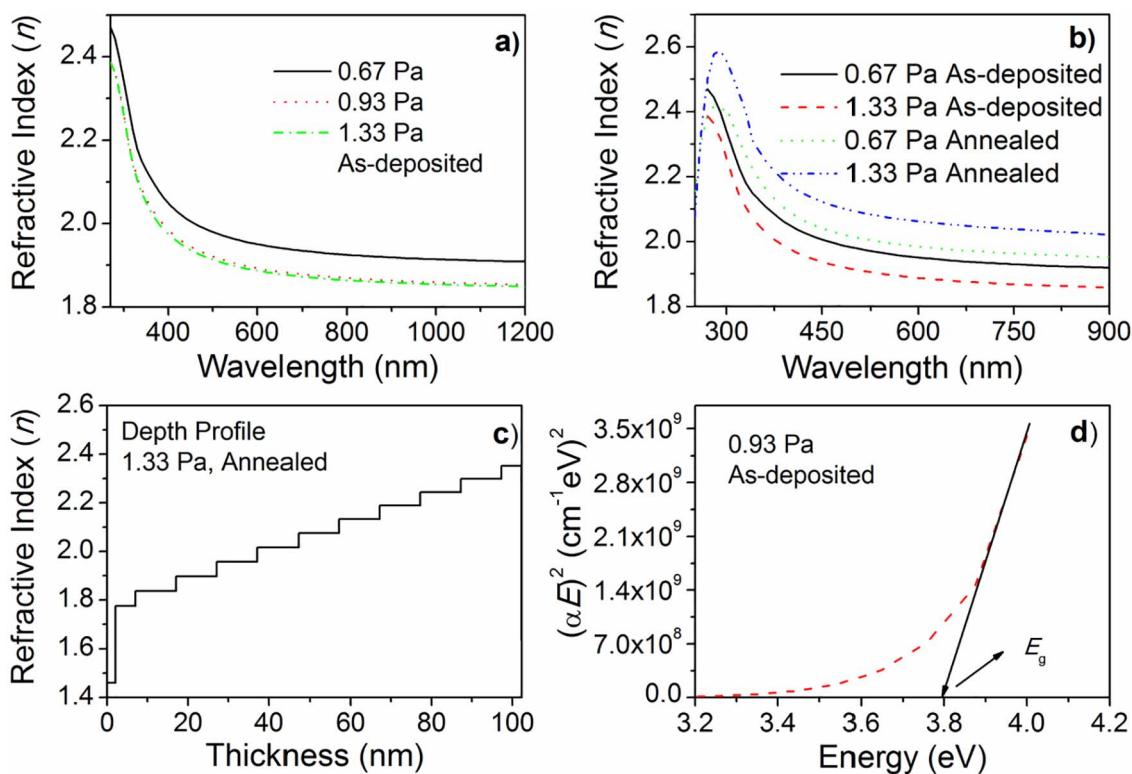 a)
Refractive Index (n)
2.4
2.2
2.0
1.8
0.67 Pa
0.93 Pa
1.33 Pa
As-deposited
400 600 800 1000 1200
Wavelength (nm)
b)
Refractive Index (n)
2.6
2.4
2.2
2.0
1.8
0.67 Pa As-deposited
1.33 Pa As-deposited
0.67 Pa Annealed
1.33 Pa Annealed
300 450 600 750 900
Wavelength (nm)
c)
Refractive Index (n)
2.6
2.4
2.2
2.0
1.8
1.6
1.4
Depth Profile
1.33 Pa, Annealed
0 20 40 60 80 100
Thickness (nm)
d)
(αE)² (cm⁻¹eV)²
3.5x10⁹
2.8x10⁹
2.1x10⁹
1.4x10⁹
7.0x10⁸
0.0
0.93 Pa
As-deposited
Eg
3.2 3.4 3.6 3.8 4.0 4.2
Energy (eV)